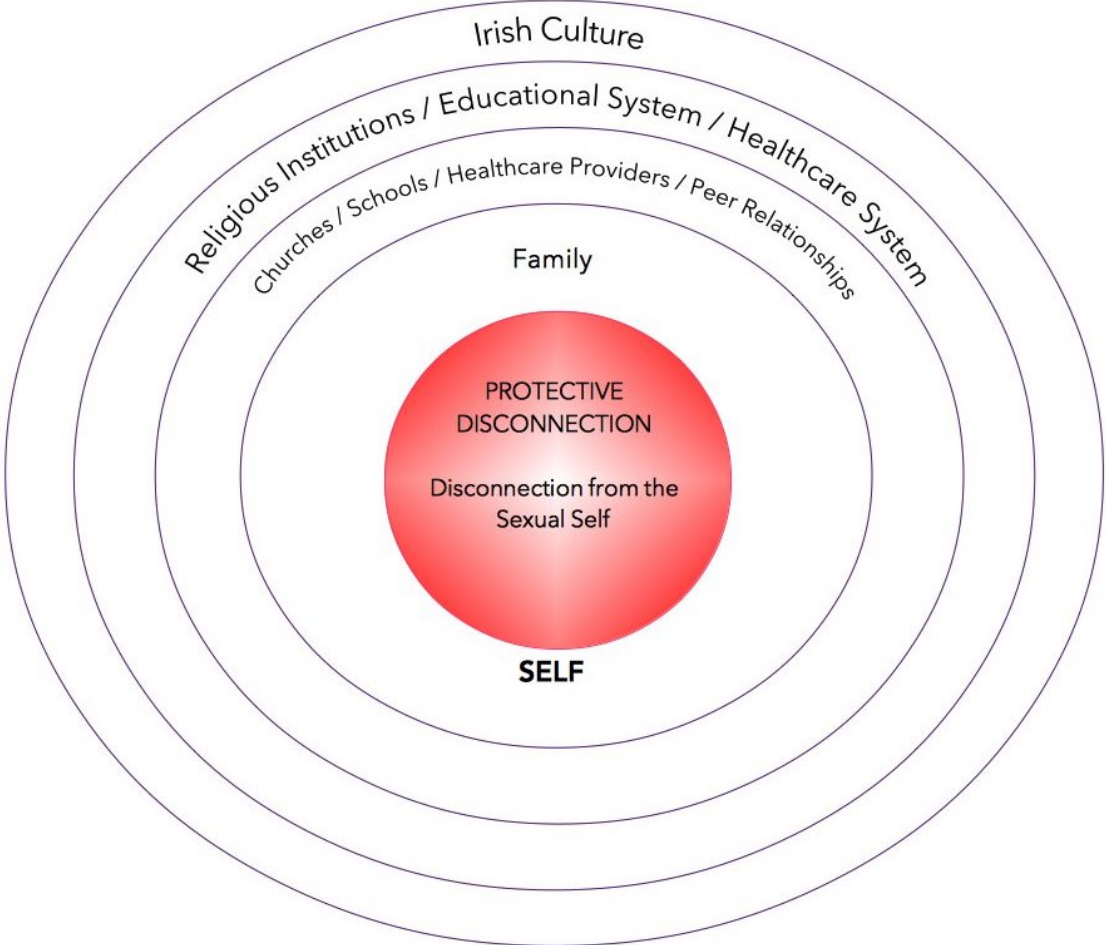 Irish Culture
Religious Institutions / Educational System / Healthcare System
Churches / Schools / Healthcare Providers / Peer Relationships
Family
PROTECTIVE
DISCONNECTION
Disconnection from the
Sexual Self
SELF